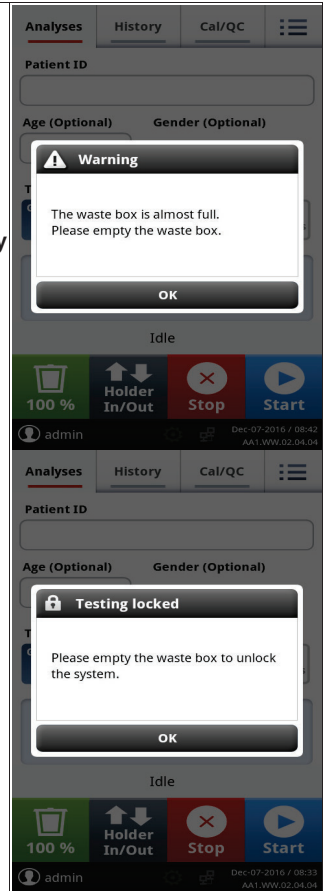 Analyses History Cal/QC
Patient ID
Age (Optional) Gender (Optional)
Warning
The waste box is almost full.
Please empty the waste box.
OK
Idle
100 % Holder In/Out Stop Start
admin
Dec-07-2016 / 08:42
AA1.WW.02.04.04
Analyses History Cal/QC
Patient ID
Age (Optional) Gender (Optional)
Testing locked
Please empty the waste box to unlock
the system.
OK
Idle
100 % Holder In/Out Stop Start
admin
Dec-07-2016 / 08:33
AA1.WW.02.04.04